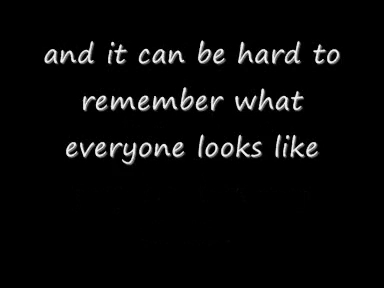 and it can be hard to
remember what
everyone looks like